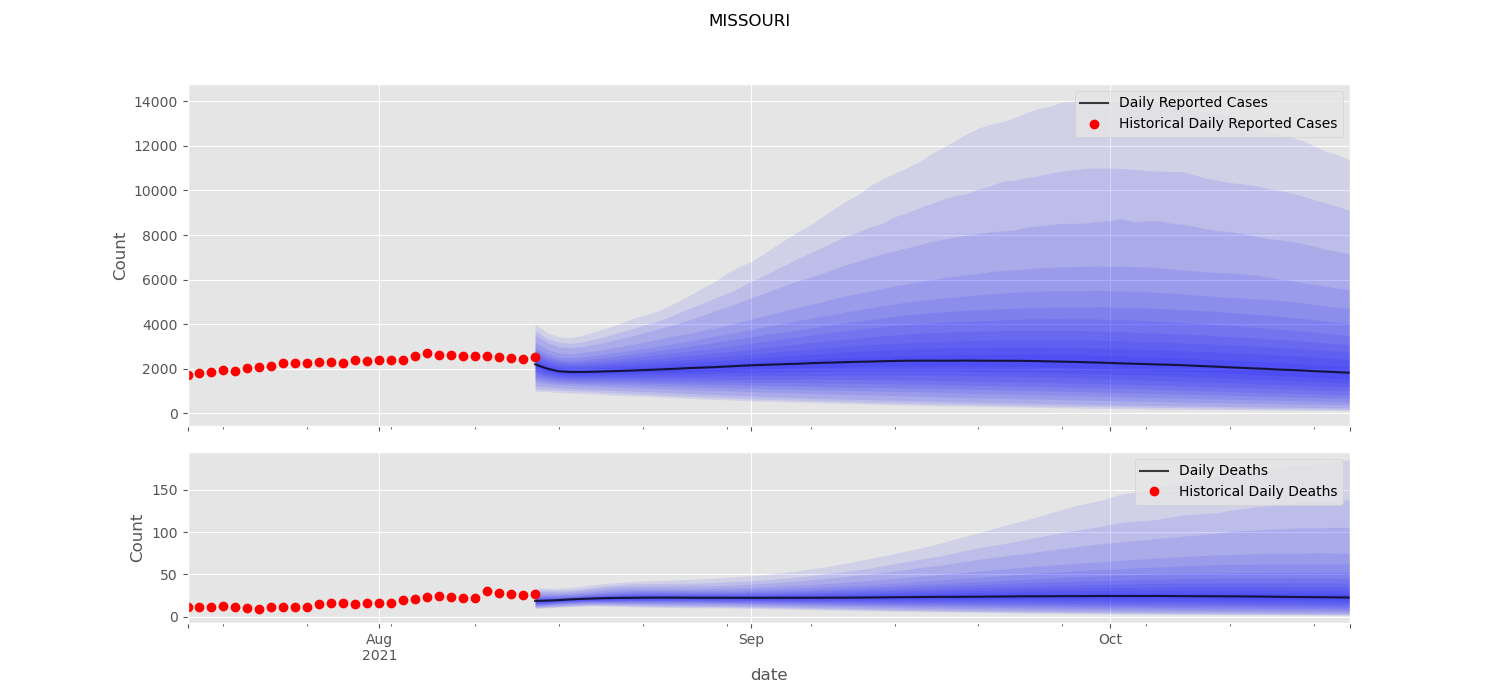 MISSOURI
14000
12000
10000
8000
6000
4000
2000
0
Count
Daily Reported Cases
Historical Daily Reported Cases
150
100
50
0
Count
Daily Deaths
Historical Daily Deaths
Aug
2021
Sep
Oct
date